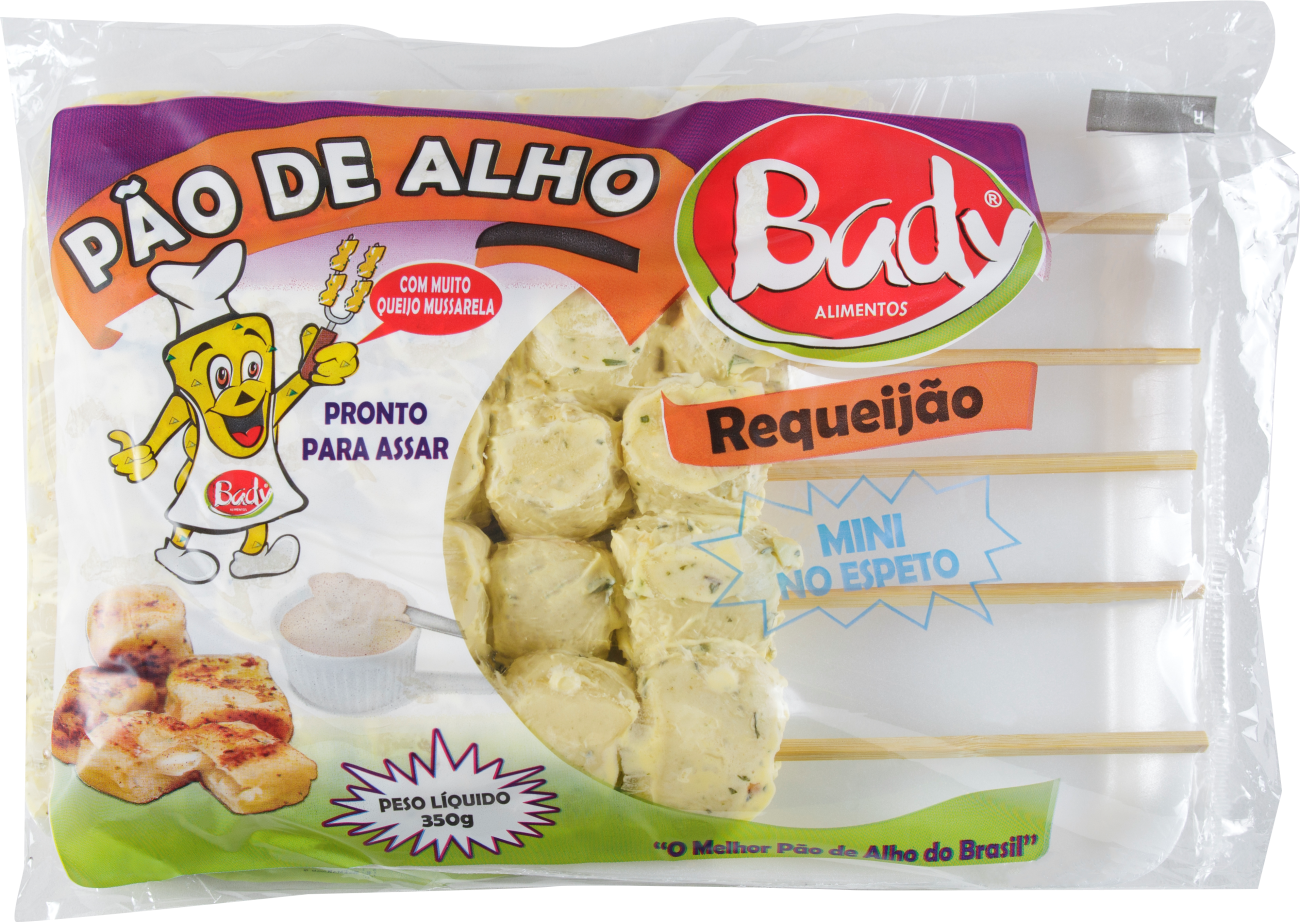 PÃO DE ALHO
Bady®
ALIMENTOS
COM MUITO
QUEIJO MUSSARELA
PRONTO
PARA ASSAR
Requeijão
MINI
NO ESPETO
Bady
PESO LÍQUIDO
350g
"O Melhor Pão de Alho do Brasil"
H